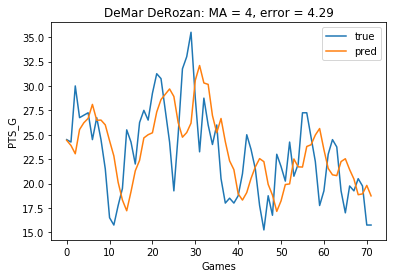 DeMar DeRozan: MA = 4, error = 4.29
true
pred
PTS_G
35.0
32.5
30.0
27.5
25.0
22.5
20.0
17.5
15.0
0 10 20 30 40 50 60 70
Games